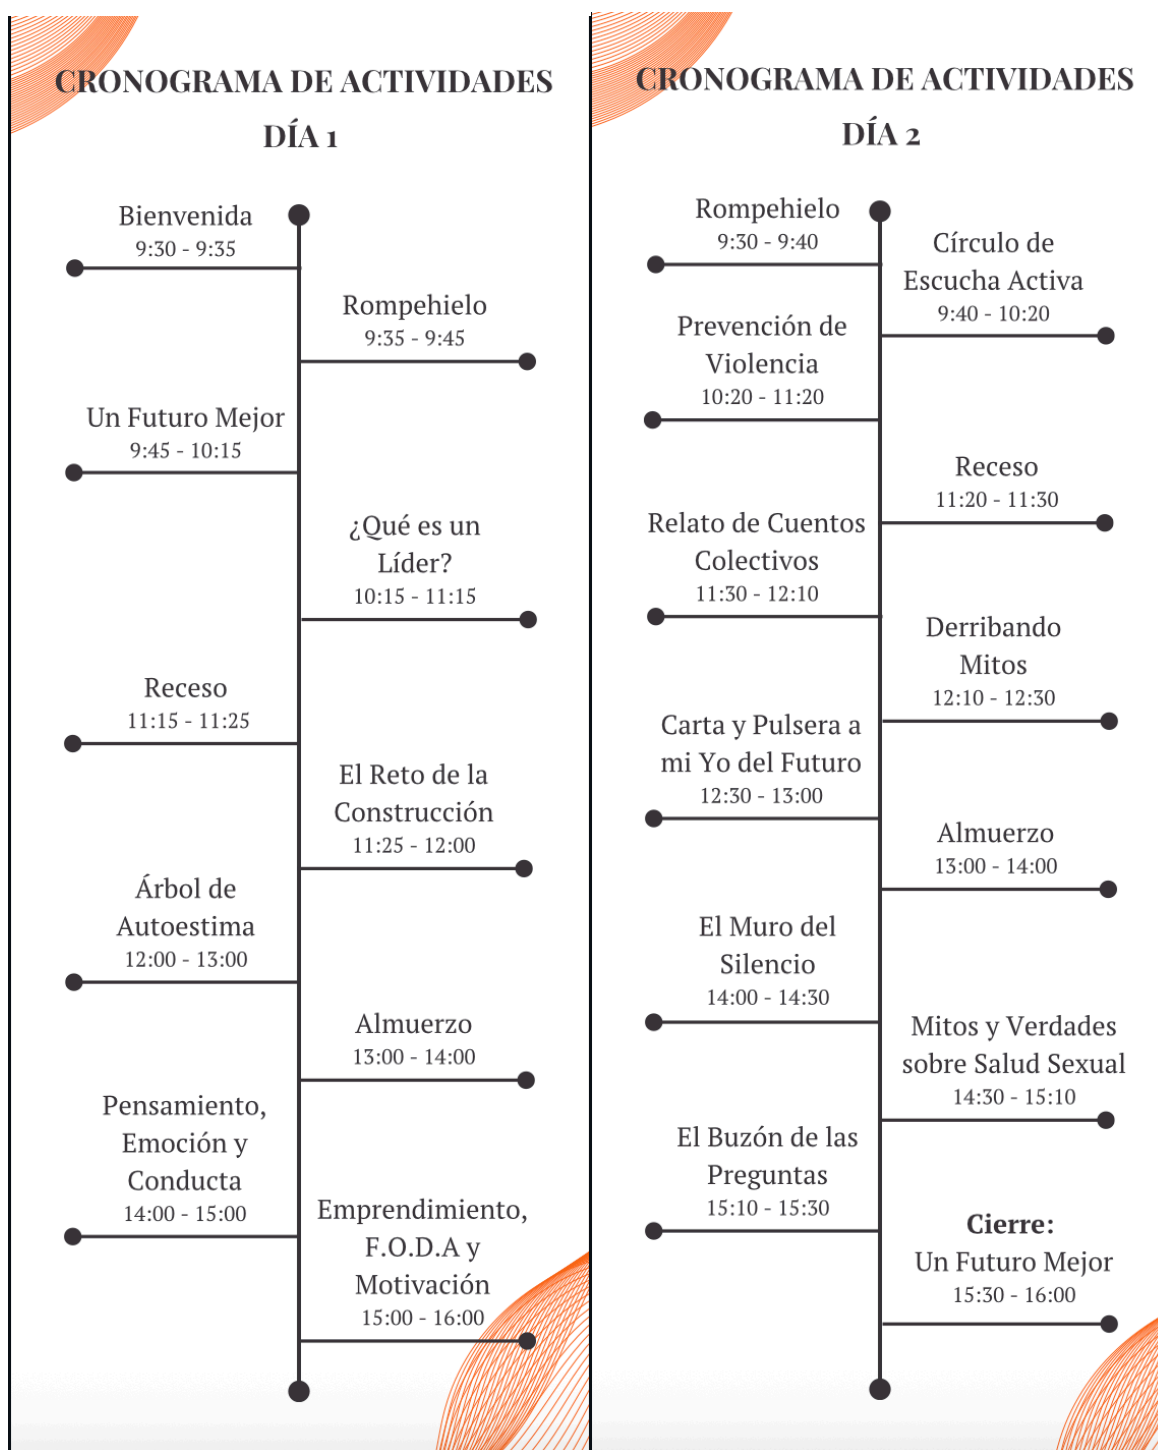 CRONOGRAMA DE ACTIVIDADES
DÍA 1
Bienvenida
9:30 - 9:35
Rompehielo
9:35 - 9:45
Un Futuro Mejor
9:45 - 10:15
¿Qué es un
Líder?
10:15 - 11:15
Receso
11:15 - 11:25
El Reto de la
Construcción
11:25 - 12:00
Árbol de
Autoestima
12:00 - 13:00
Almuerzo
13:00 - 14:00
Pensamiento,
Emoción y
Conducta
14:00 - 15:00
Emprendimiento,
F.O.D.A y
Motivación
15:00 - 16:00
CRONOGRAMA DE ACTIVIDADES
DÍA 2
Rompehielo
9:30 - 9:40
Círculo de
Escucha Activa
9:40 - 10:20
Prevención de
Violencia
10:20 - 11:20
Receso
11:20 - 11:30
Relato de Cuentos
Colectivos
11:30 - 12:10
Derribando
Mitos
12:10 - 12:30
Carta y Pulsera a
mi Yo del Futuro
12:30 - 13:00
Almuerzo
13:00 - 14:00
El Muro del
Silencio
14:00 - 14:30
Mitos y Verdades
sobre Salud Sexual
14:30 - 15:10
El Buzón de las
Preguntas
15:10 - 15:30
Cierre:
Un Futuro Mejor
15:30 - 16:00